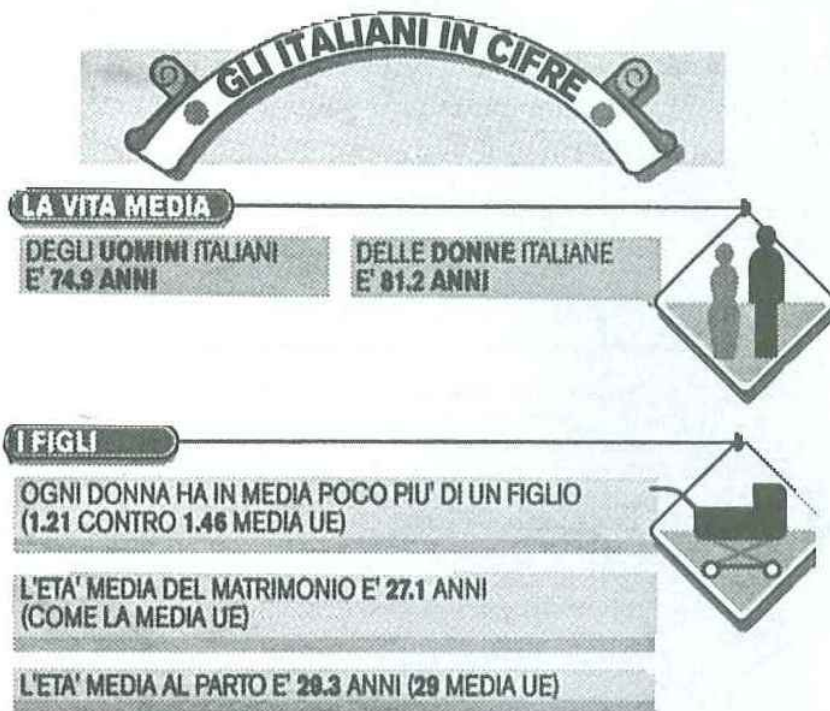 GLI ITALIANI IN CIFRE
LA VITA MEDIA
DEGLI UOMINI ITALIANI
E' 74.9 ANNI
DELLE DONNE ITALIANE
E' 81.2 ANNI
I FIGLI
OGNI DONNA HA IN MEDIA POCO PIU' DI UN FIGLIO
(1.21 CONTRO 1.46 MEDIA UE)
L'ETA' MEDIA DEL MATRIMONIO E' 27.1 ANNI
(COME LA MEDIA UE)
L'ETA' MEDIA AL PARTO E' 29.3 ANNI (29 MEDIA UE)